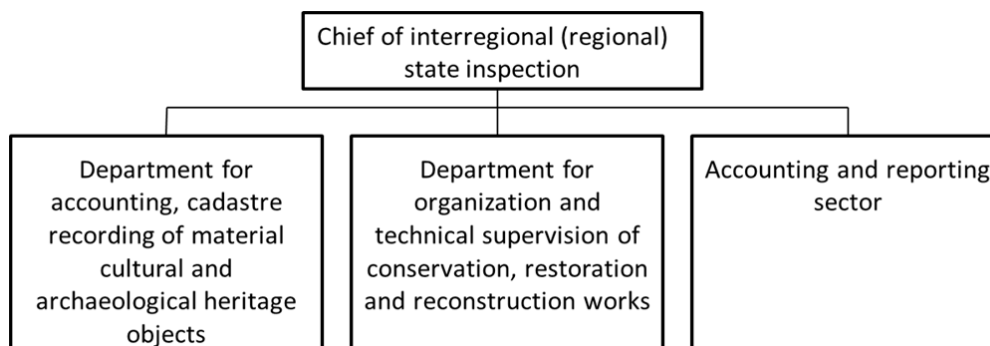 Chief of interregional (regional)
state inspection
Department for
accounting, cadastre
recording of material
cultural and
archaeological heritage
objects
Department for
organization and
technical supervision of
conservation, restoration
and reconstruction works
Accounting and reporting
sector